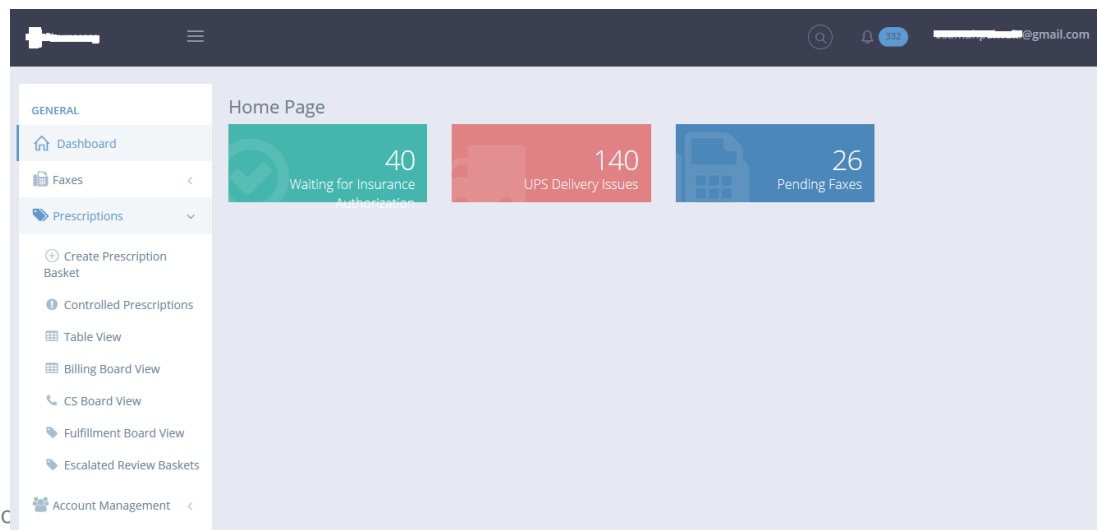 332
@gmail.com
GENERAL
Dashboard
Faxes
Prescriptions
Create Prescription
Basket
Controlled Prescriptions
Table View
Billing Board View
CS Board View
Fulfillment Board View
Escalated Review Baskets
Account Management
Home Page
40
Waiting for Insurance
Authorization
140
UPS Delivery Issues
26
Pending Faxes